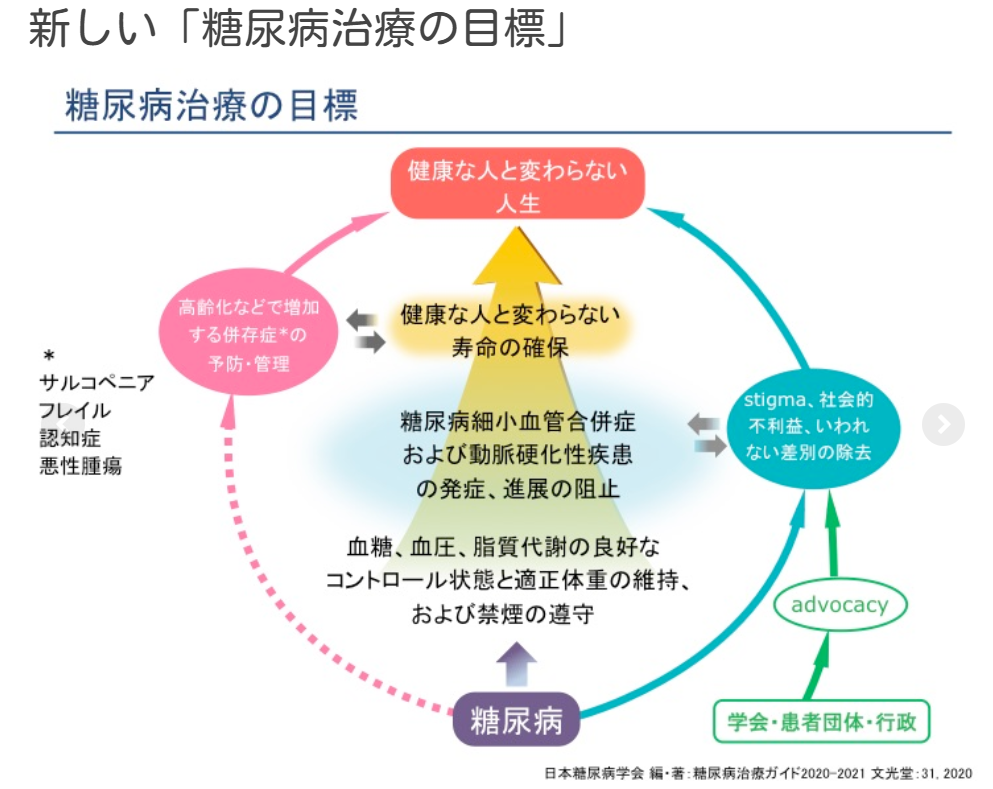 新しい「糖尿病治療の目標」
糖尿病治療の目標
健康な人と変わらない
人生
高齢化などで増加
する併存症*の
予防・管理
健康な人と変わらない
寿命の確保
*
サルコペニア
フレイル
認知症
悪性腫瘍
糖尿病細小血管合併症
および動脈硬化性疾患
の発症、進展の阻止
stigma、社会的
不利益、いわれ
ない差別の除去
血糖、血圧、脂質代謝の良好な
コントロール状態と適正体重の維持、
および禁煙の遵守
advocacy
糖尿病
学会・患者団体・行政
日本糖尿病学会 編・著：糖尿病治療ガイド2020-2021 文光堂：31, 2020